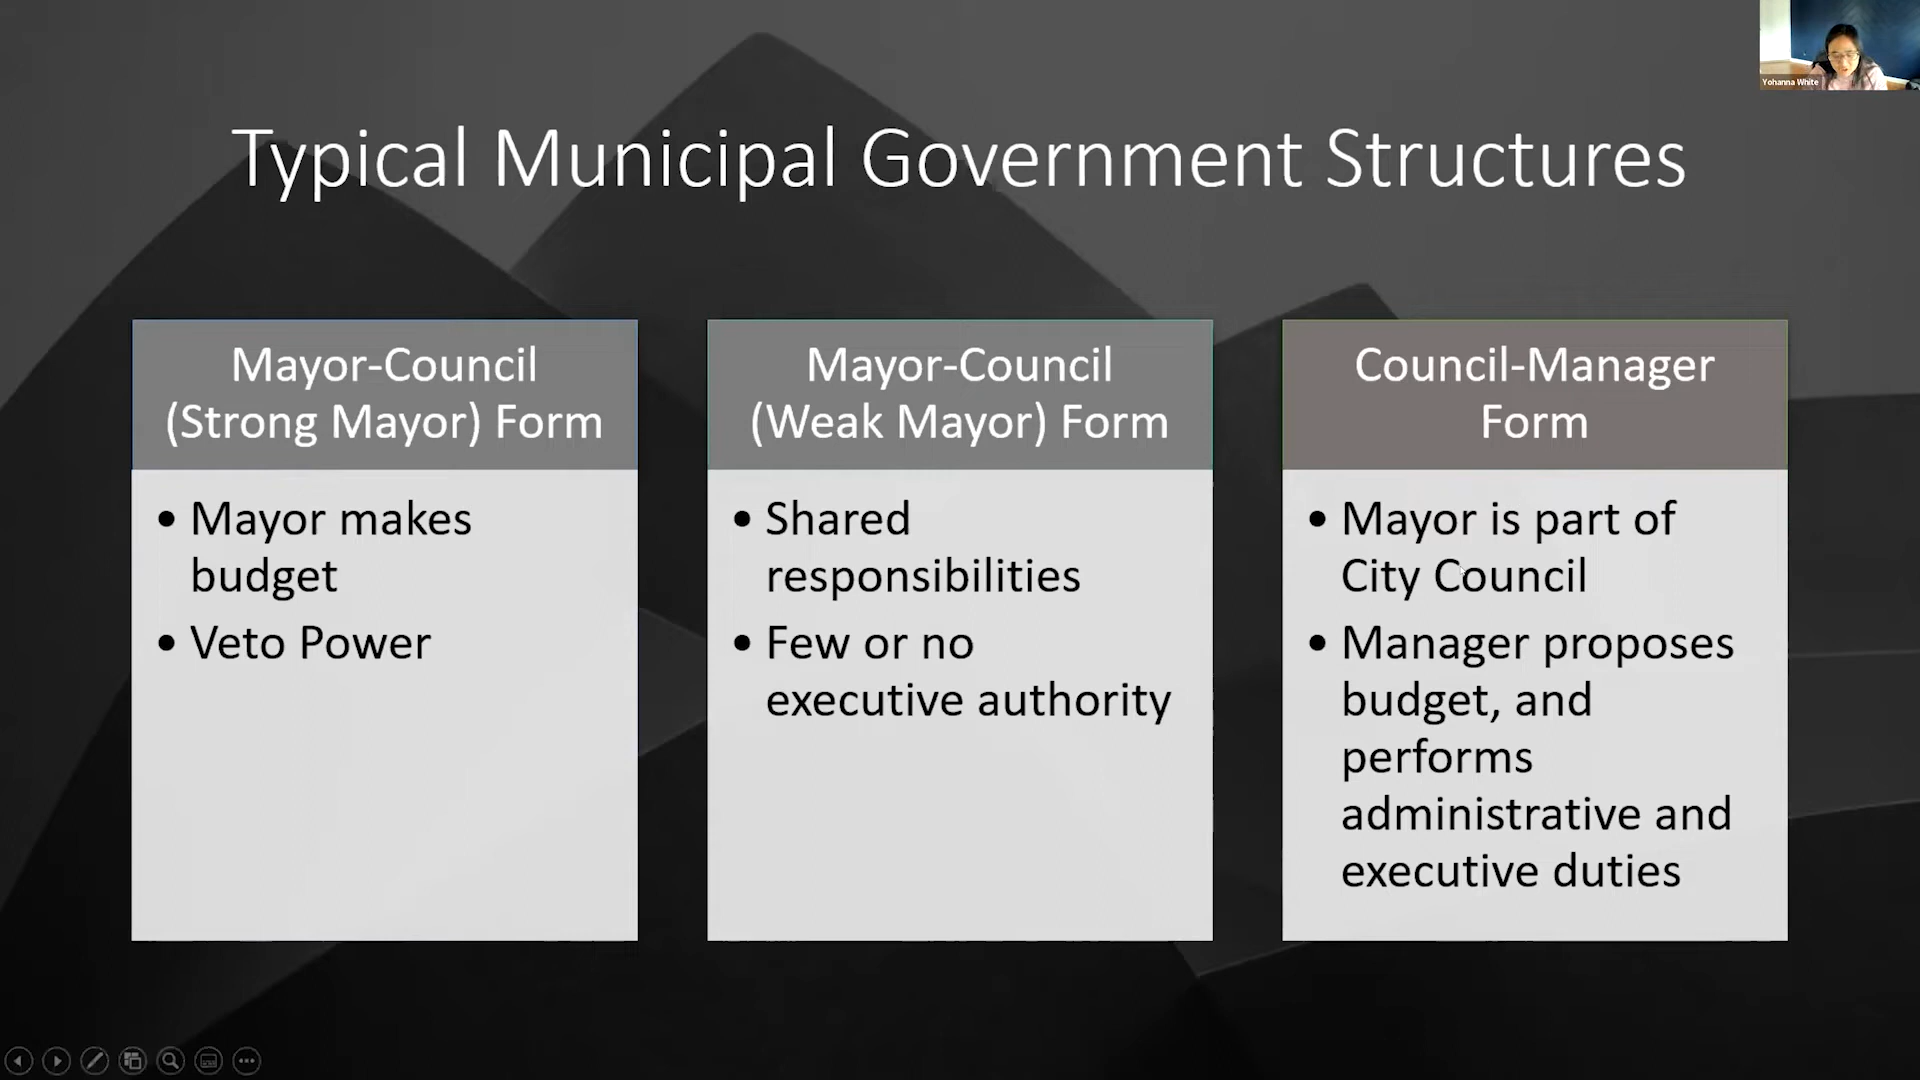 Yohanna White
Typical Municipal Government Structures
Mayor-Council
(Strong Mayor) Form
• Mayor makes
budget
• Veto Power
Mayor-Council
(Weak Mayor) Form
• Shared
responsibilities
• Few or no
executive authority
Council-Manager
Form
• Mayor is part of
City Council
• Manager proposes
budget, and
performs
administrative and
executive duties